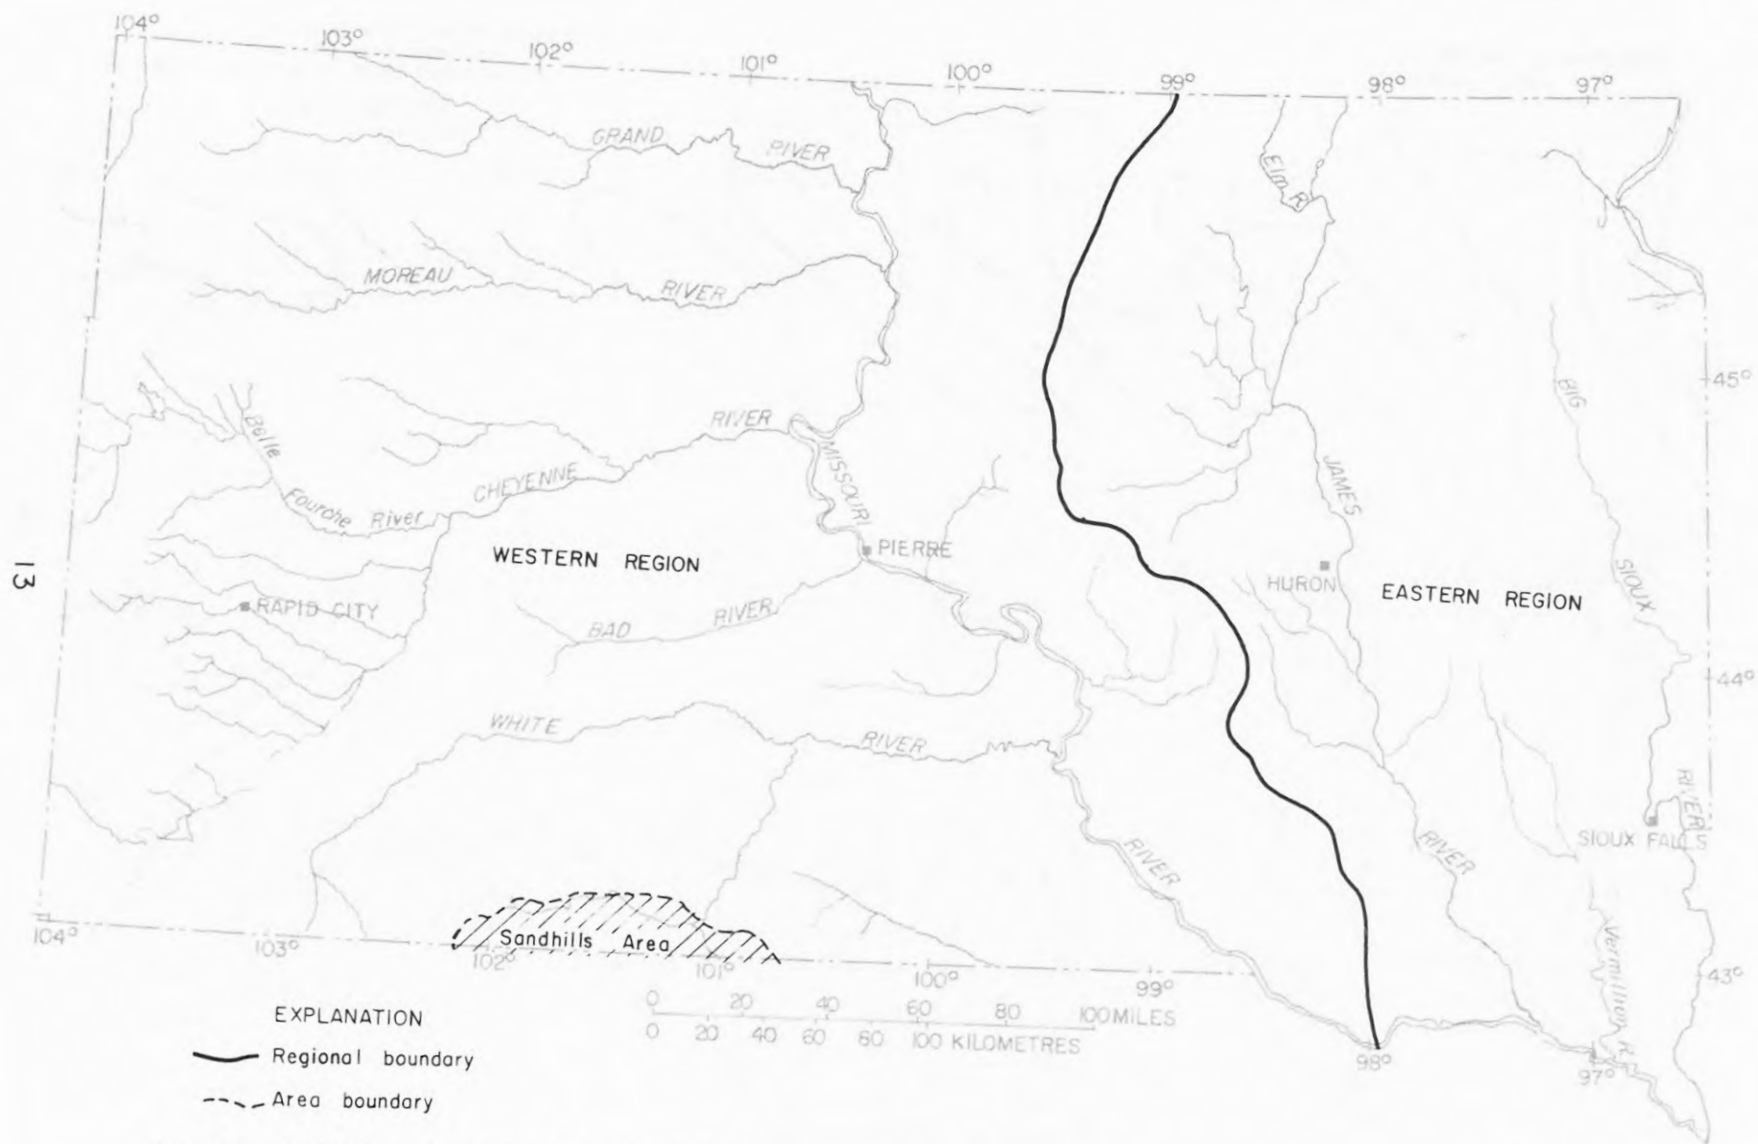 104°
103°
102°
101°
100°
99°
98°
97°
GRAND RIVER
Elm R.
MOREAU RIVER
45°
BIG SIOUX RIVER
Belle Fourche River
CHEYENNE RIVER
MISSOURI RIVER
JAMES RIVER
WESTERN REGION
PIERRE
HURON
EASTERN REGION
RAPID CITY
BAD RIVER
44°
WHITE RIVER
SIOUX FALLS
Vermillion R.
Sandhills Area
43°
104°
103°
102°
101°
100°
99°
98°
97°
0 20 40 60 80 100 MILES
0 20 40 60 80 100 KILOMETRES
EXPLANATION
Regional boundary
Area boundary
13